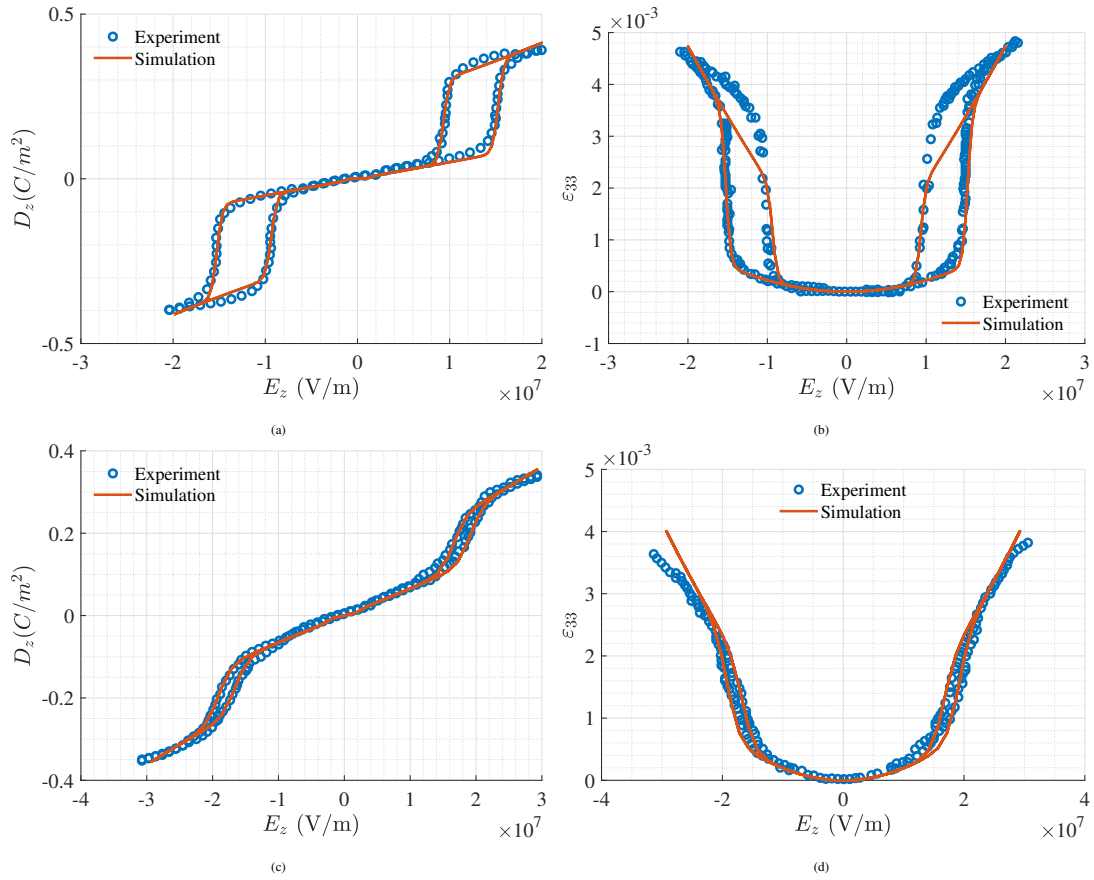 0.5
Experiment
Simulation
0
-0.5
D_z(C/m^2)
-3 -2 -1 0 1 2
E_z (V/m)
×10^7
(a)
×10^-3
5
4
3
2
1
0
-1
ε_33
Experiment
Simulation
-3 -2 -1 0 1 2 3
E_z (V/m)
×10^7
(b)
0.4
Experiment
Simulation
0.2
0
-0.2
-0.4
D_z(C/m^2)
-4 -3 -2 -1 0 1 2 3
E_z (V/m)
×10^7
(c)
×10^-3
5
Experiment
Simulation
4
3
2
1
0
ε_33
-4 -2 0 2 4
E_z (V/m)
×10^7
(d)